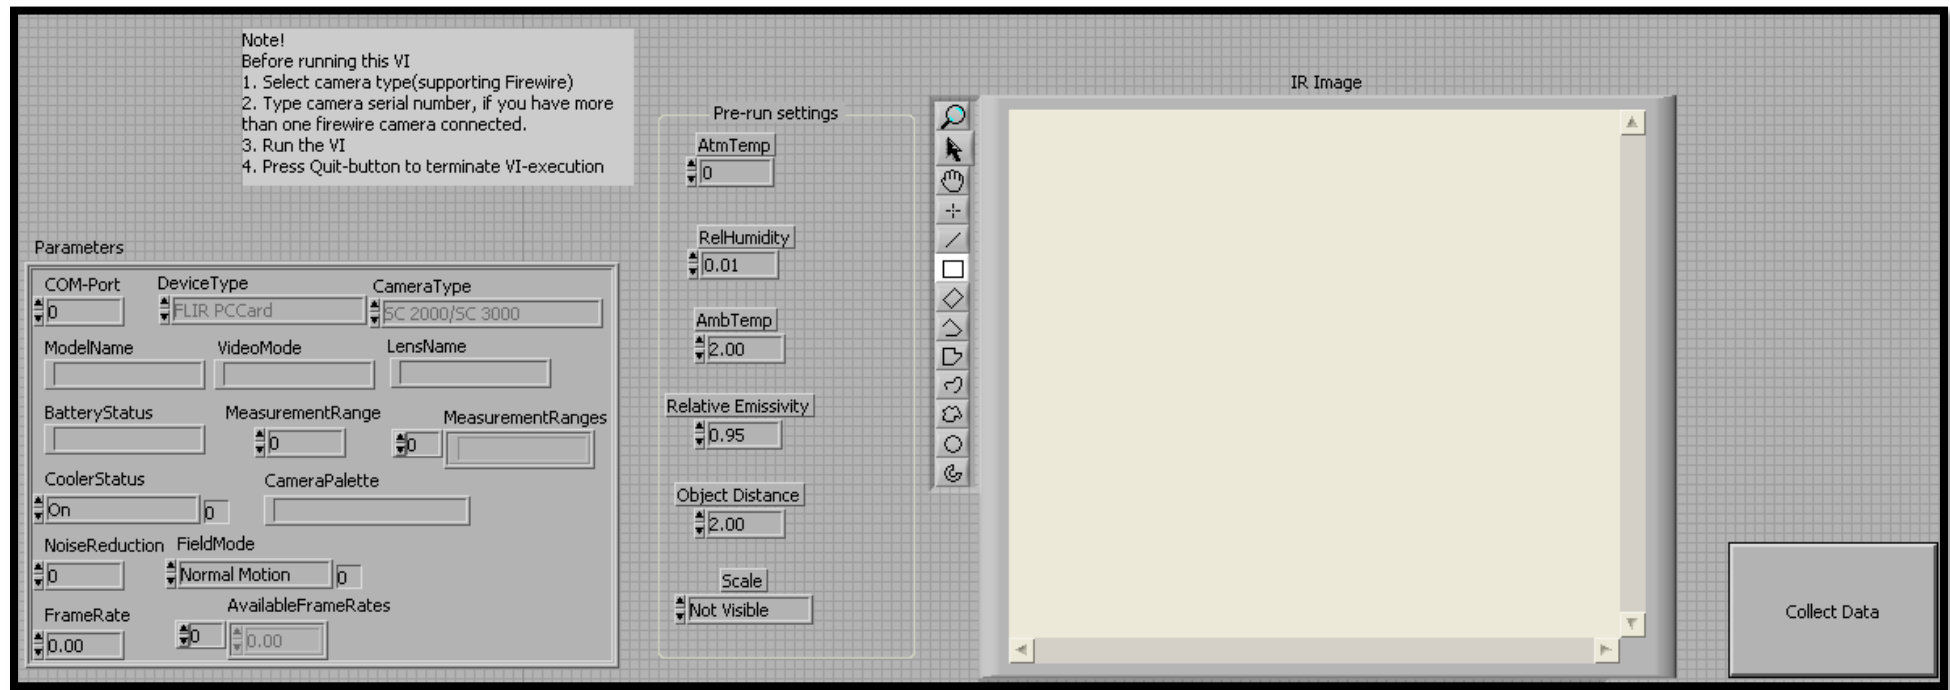 Note!
Before running this VI
1. Select camera type(supporting Firewire)
2. Type camera serial number, if you have more
than one firewire camera connected.
3. Run the VI
4. Press Quit-button to terminate VI-execution
Parameters
COM-Port DeviceType CameraType
0 FLIR PCCard SC 2000/SC 3000
ModelName VideoMode LensName
BatteryStatus MeasurementRange MeasurementRanges
0 0
CoolerStatus CameraPalette
On 0
NoiseReduction FieldMode
0 Normal Motion 0
FrameRate AvailableFrameRates
0.00 0 0.00
Pre-run settings
AtmTemp
0
RelHumidity
0.01
AmbTemp
2.00
Relative Emissivity
0.95
Object Distance
2.00
Scale
Not Visible
IR Image
Collect Data